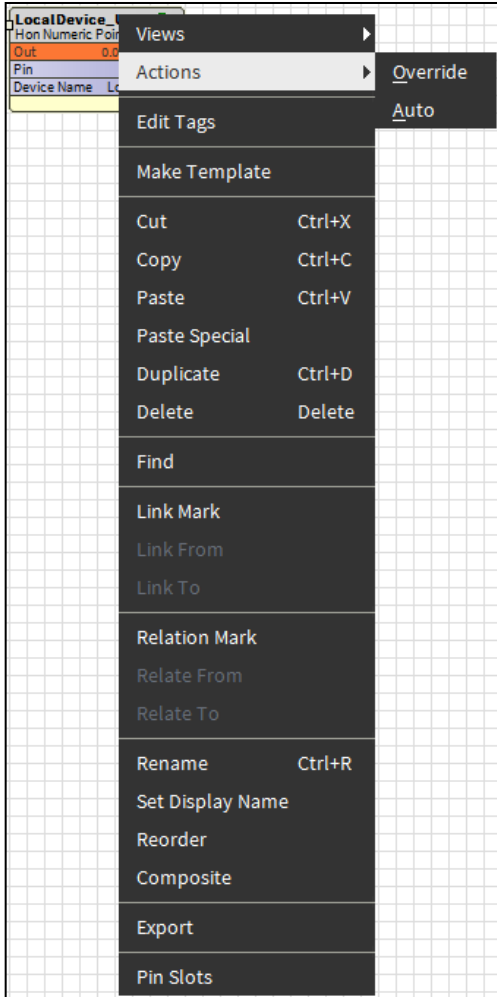 LocalDevice_
Hon Numeric
Out 0.0
Pin
Device Name
Views
Actions
Override
Auto
Edit Tags
Make Template
Cut Ctrl+X
Copy Ctrl+C
Paste Ctrl+V
Paste Special
Duplicate Ctrl+D
Delete Delete
Find
Link Mark
Link From
Link To
Relation Mark
Relate From
Relate To
Rename Ctrl+R
Set Display Name
Reorder
Composite
Export
Pin Slots